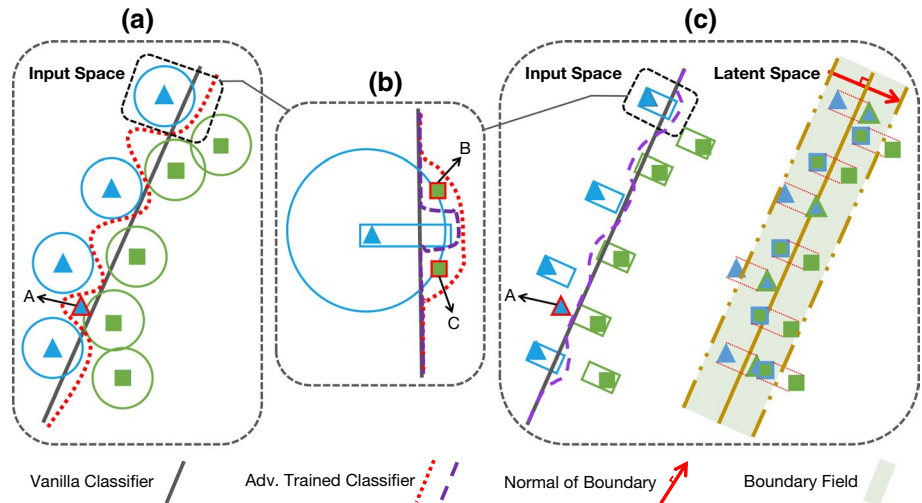 (a)
Input Space
A
(b)
B
C
(c)
Input Space
Latent Space
A
Vanilla Classifier
Adv. Trained Classifier
Normal of Boundary
Boundary Field